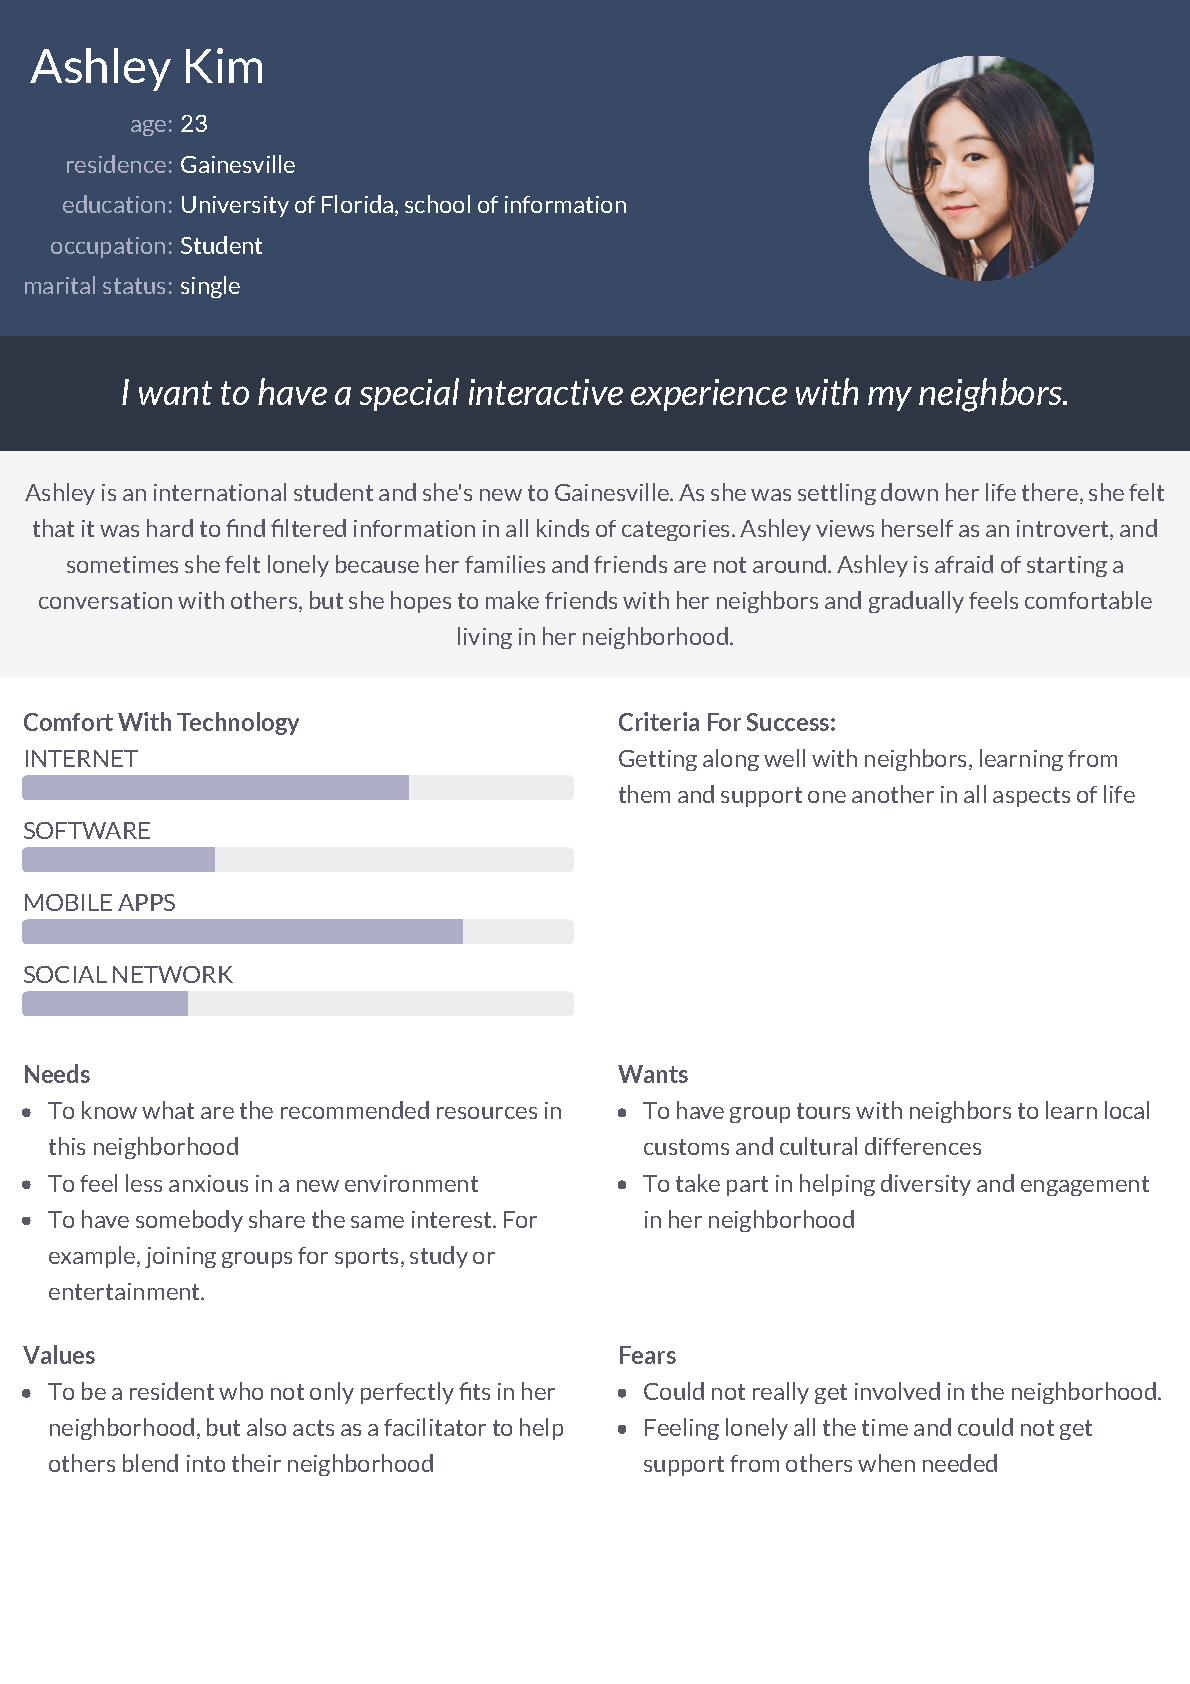 Ashley Kim
age: 23
residence: Gainesville
education: University of Florida, school of information
occupation: Student
marital status: single
I want to have a special interactive experience with my neighbors.
Ashley is an international student and she's new to Gainesville. As she was settling down her life there, she felt
that it was hard to find filtered information in all kinds of categories. Ashley views herself as an introvert, and
sometimes she felt lonely because her families and friends are not around. Ashley is afraid of starting a
conversation with others, but she hopes to make friends with her neighbors and gradually feels comfortable
living in her neighborhood.
Comfort With Technology
INTERNET
SOFTWARE
MOBILE APPS
SOCIAL NETWORK
Criteria For Success:
Getting along well with neighbors, learning from
them and support one another in all aspects of life
Needs
• To know what are the recommended resources in
this neighborhood
• To feel less anxious in a new environment
• To have somebody share the same interest. For
example, joining groups for sports, study or
entertainment.
Wants
• To have group tours with neighbors to learn local
customs and cultural differences
• To take part in helping diversity and engagement
in her neighborhood
Values
• To be a resident who not only perfectly fits in her
neighborhood, but also acts as a facilitator to help
others blend into their neighborhood
Fears
• Could not really get involved in the neighborhood.
• Feeling lonely all the time and could not get
support from others when needed